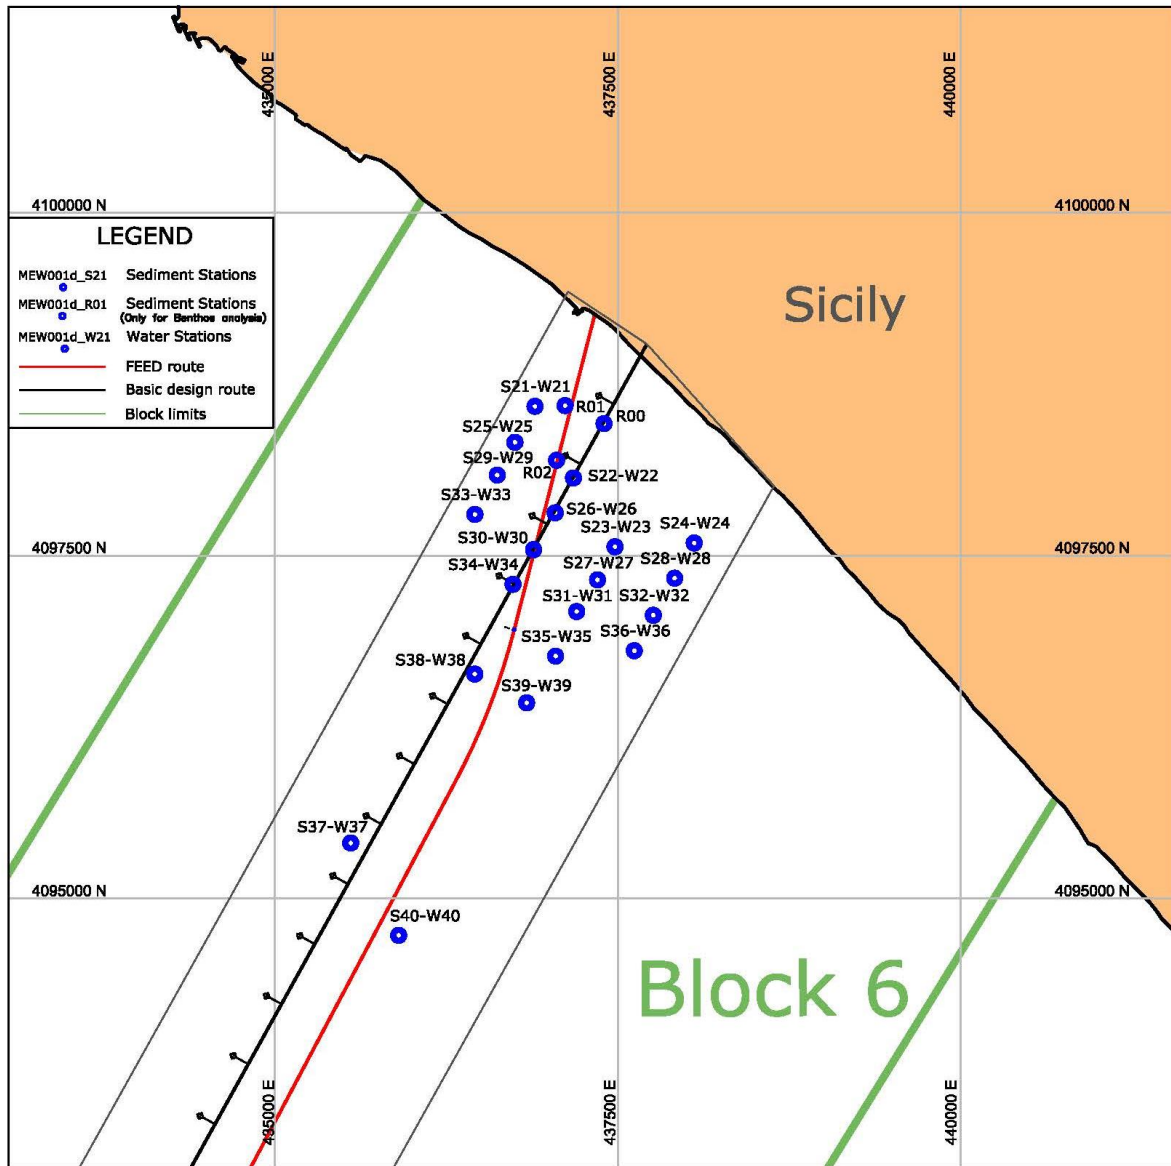 435000 E
437500 E
440000 E
4100000 N
4100000 N
LEGEND
MEW001d_S21 Sediment Stations
MEW001d_R01 Sediment Stations
(Only for Benthos analysis)
MEW001d_W21 Water Stations
FEED route
Basic design route
Block limits
Sicily
S21-W21
R01
R00
S25-W25
S29-W29
R02
S22-W22
S33-W33
S26-W26
S23-W23
S24-W24
S30-W30
4097500 N
4097500 N
S34-W34
S27-W27
S28-W28
S31-W31
S32-W32
S35-W35
S36-W36
S38-W38
S39-W39
S37-W37
4095000 N
4095000 N
S40-W40
Block 6
435000 E
437500 E
440000 E